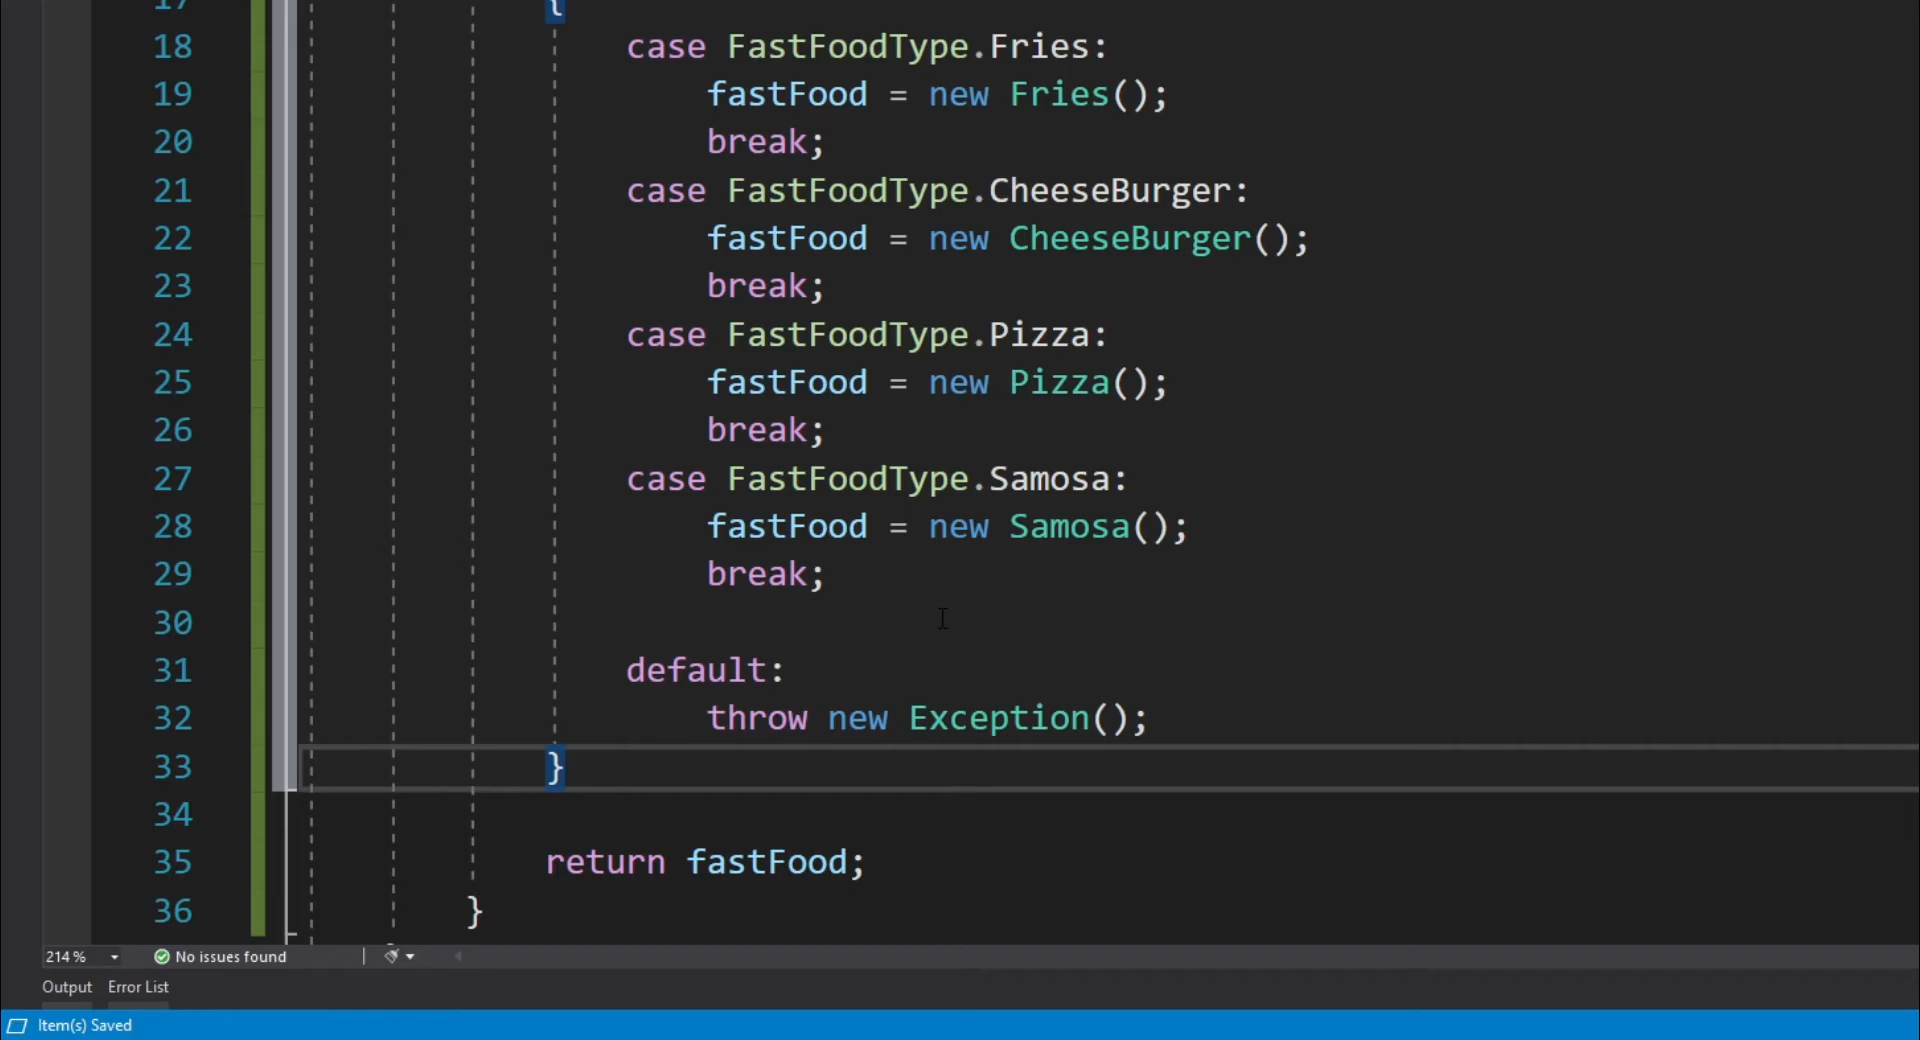 17 {
18 case FastFoodType.Fries:
19 fastFood = new Fries();
20 break;
21 case FastFoodType.CheeseBurger:
22 fastFood = new CheeseBurger();
23 break;
24 case FastFoodType.Pizza:
25 fastFood = new Pizza();
26 break;
27 case FastFoodType.Samosa:
28 fastFood = new Samosa();
29 break;
30
31 default:
32 throw new Exception();
33 }
34
35 return fastFood;
36 }
214 % No issues found
Output Error List
Item(s) Saved